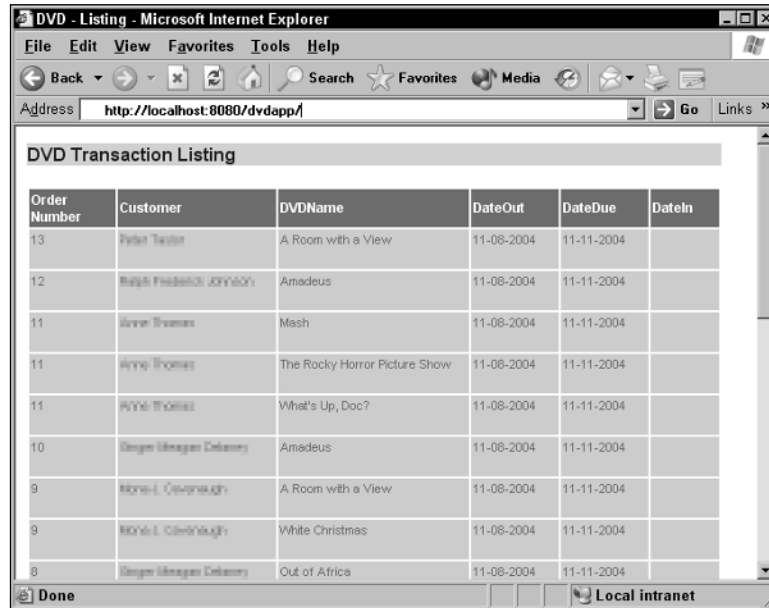 DVD - Listing - Microsoft Internet Explorer
File Edit View Favorites Tools Help
Back Search Favorites Media
Address http://localhost:8080/dvdapp/ Go Links »
DVD Transaction Listing
Order Number Customer DVDName DateOut DateDue DateIn
13 A Room with a View 11-08-2004 11-11-2004
12 Amadeus 11-08-2004 11-11-2004
11 Mash 11-08-2004 11-11-2004
11 The Rocky Horror Picture Show 11-08-2004 11-11-2004
11 What's Up, Doc? 11-08-2004 11-11-2004
10 Amadeus 11-08-2004 11-11-2004
9 A Room with a View 11-08-2004 11-11-2004
9 White Christmas 11-08-2004 11-11-2004
8 Out of Africa 11-08-2004 11-11-2004
Done Local intranet